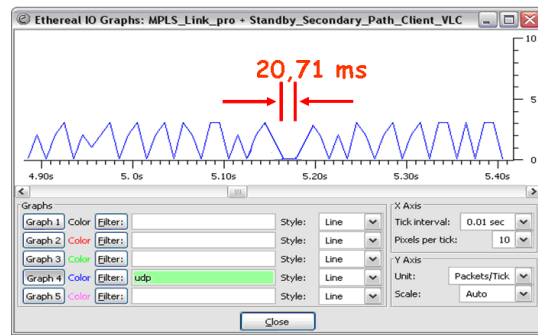 Ethereal IO Graphs: MPLS_Link_pro + Standby_Secondary_Path_Client_VLC
20,71 ms
10
5
0
4.90s 5.0s 5.10s 5.20s 5.30s 5.40s
Graphs
Graph 1 Color Filter: Style: Line
Graph 2 Color Filter: Style: Line
Graph 3 Color Filter: Style: Line
Graph 4 Color Filter: udp Style: Line
Graph 5 Color Filter: Style: Line
X Axis
Tick interval: 0.01 sec
Pixels per tick: 10
Y Axis
Unit: Packets/Tick
Scale: Auto
Close